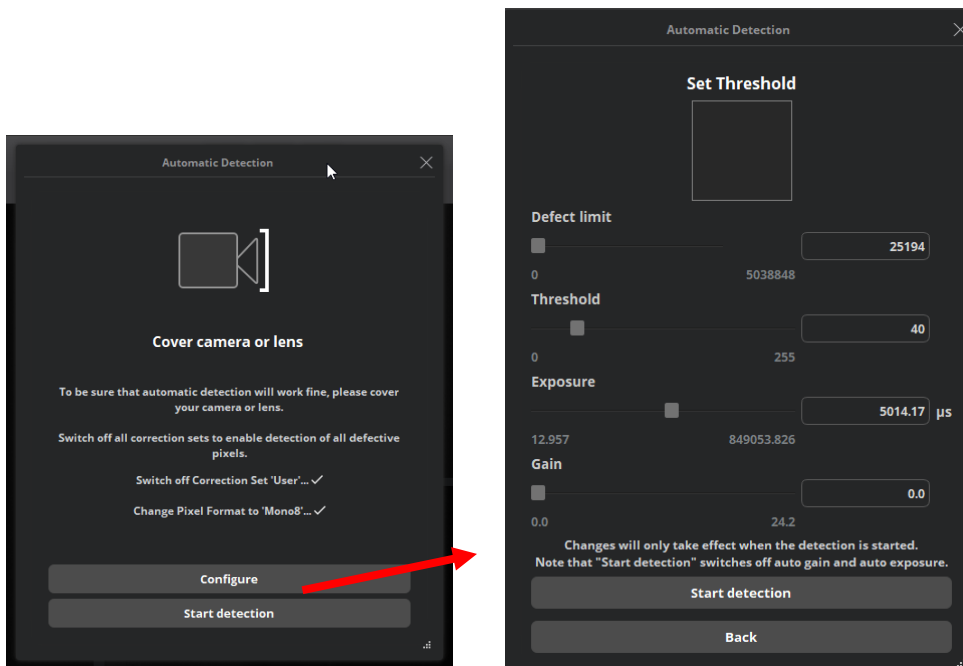 Automatic Detection
Cover camera or lens
To be sure that automatic detection will work fine, please cover
your camera or lens.
Switch off all correction sets to enable detection of all defective
pixels.
Switch off Correction Set 'User'...
Change Pixel Format to 'Mono8'...
Configure
Start detection
Automatic Detection
Set Threshold
Defect limit
25194
0 5038848
Threshold
40
0 255
Exposure
5014.17 µs
12.957 849053.826
Gain
0.0
0.0 24.2
Changes will only take effect when the detection is started.
Note that "Start detection" switches off auto gain and auto exposure.
Start detection
Back